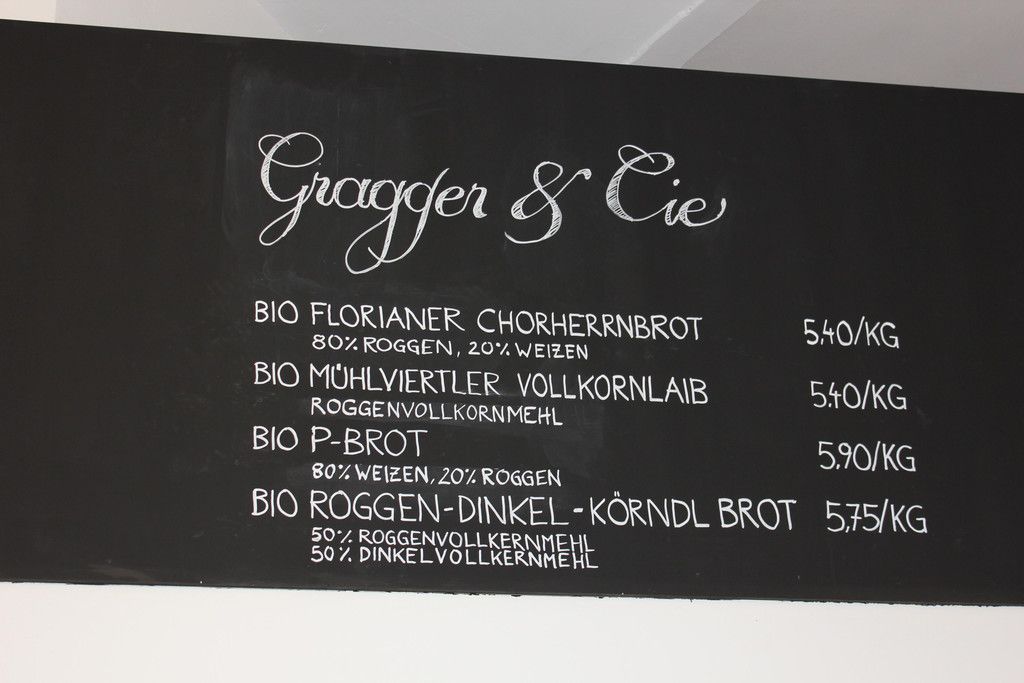 Gragger & Cie
BIO FLORIANER CHORHERRNBROT 5,40/KG
80% ROGGEN, 20% WEIZEN
BIO MÜHLVIERTLER VOLLKORNLAIB 5,40/KG
ROGGENVOLLKORNMEHL
BIO P-BROT 5,90/KG
80% WEIZEN, 20% ROGGEN
BIO ROGGEN-DINKEL-KÖRNDL BROT 5,75/KG
50% ROGGENVOLLKERNMEHL
50% DINKELVOLLKERNMEHL